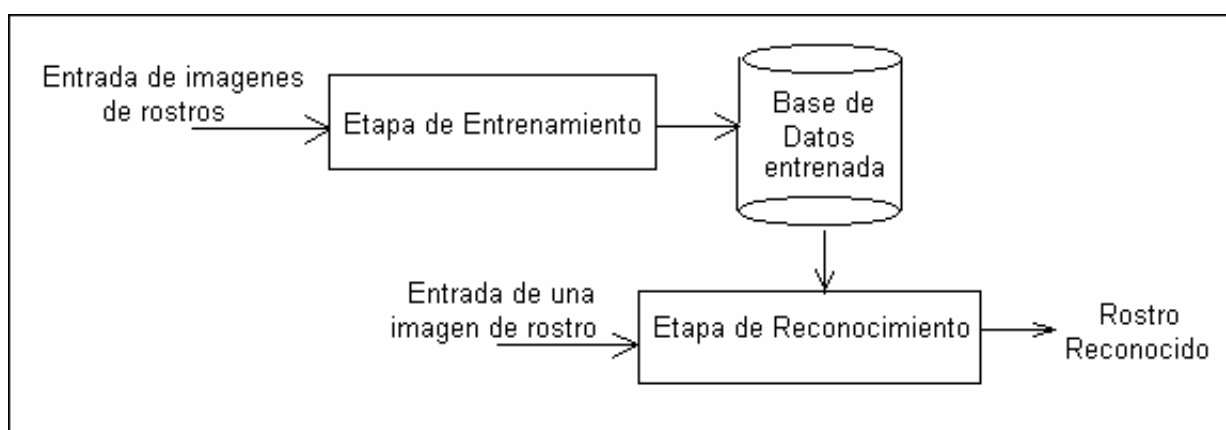 Entrada de imagenes
de rostros
Etapa de Entrenamiento
Base de
Datos
entrenada
Entrada de una
imagen de rostro
Etapa de Reconocimiento
Rostro
Reconocido